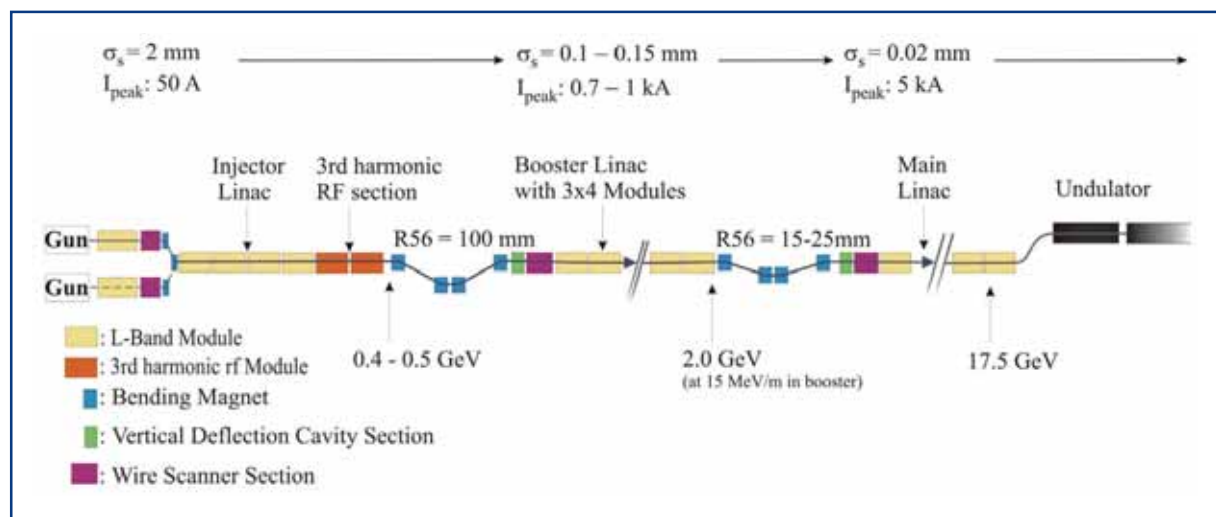 σs = 2 mm
Ipeak: 50 A
σs = 0.1 – 0.15 mm
Ipeak: 0.7 – 1 kA
σs = 0.02 mm
Ipeak: 5 kA
Injector
Linac
3rd harmonic
RF section
Booster Linac
with 3x4 Modules
Main
Linac
Undulator
Gun
R56 = 100 mm
R56 = 15-25mm
Gun
: L-Band Module
: 3rd harmonic rf Module
: Bending Magnet
: Vertical Deflection Cavity Section
: Wire Scanner Section
0.4 - 0.5 GeV
2.0 GeV
(at 15 MeV/m in booster)
17.5 GeV